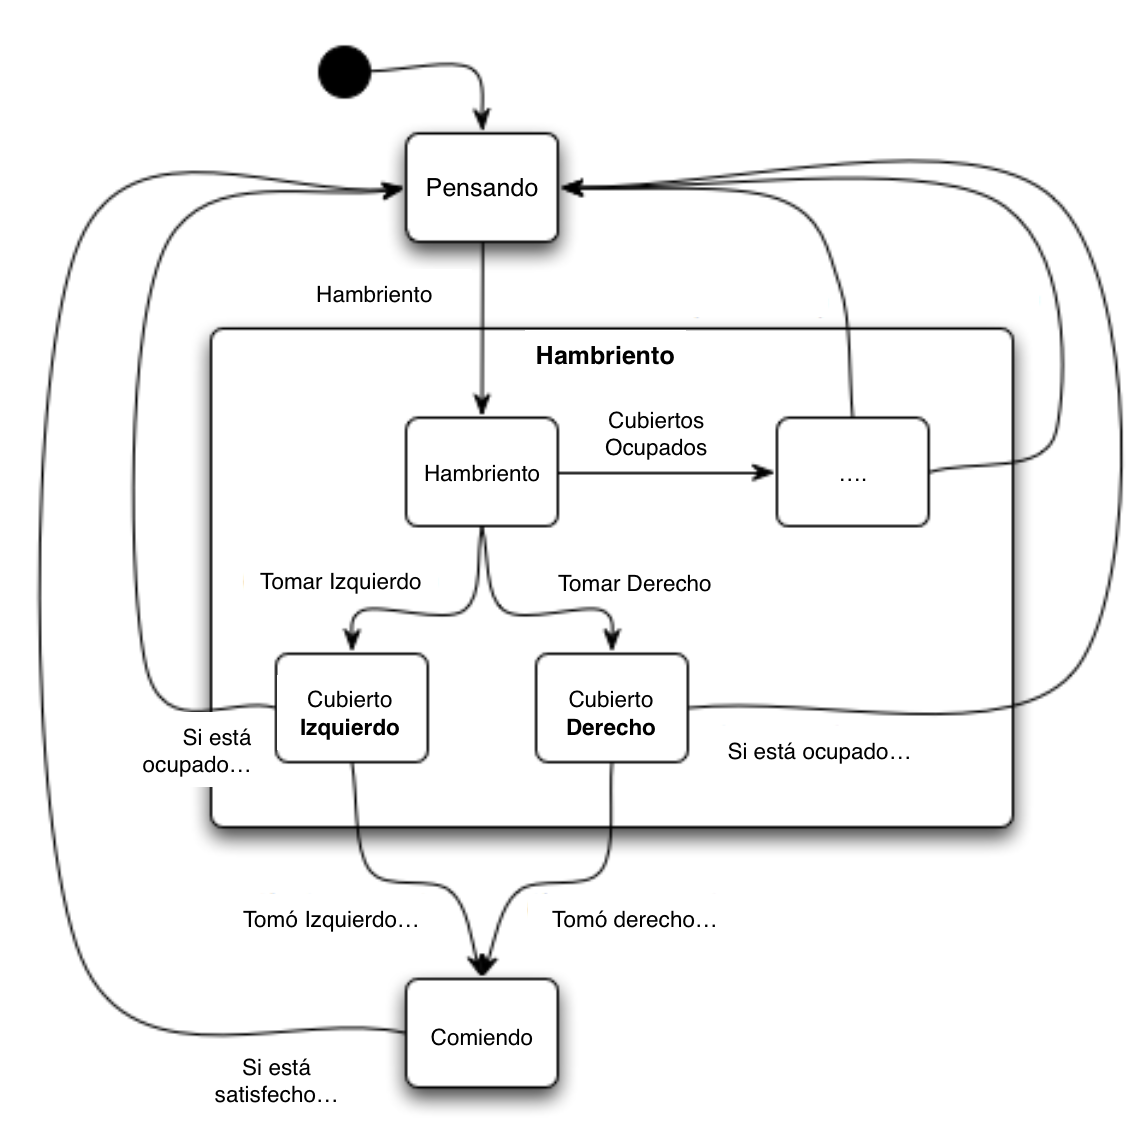 Pensando
Hambriento
Hambriento
Cubiertos
Ocupados
Hambriento
....
Tomar Izquierdo
Tomar Derecho
Cubierto
Izquierdo
Cubierto
Derecho
Si está
ocupado…
Si está ocupado…
Tomó Izquierdo…
Tomó derecho…
Comiendo
Si está
satisfecho…